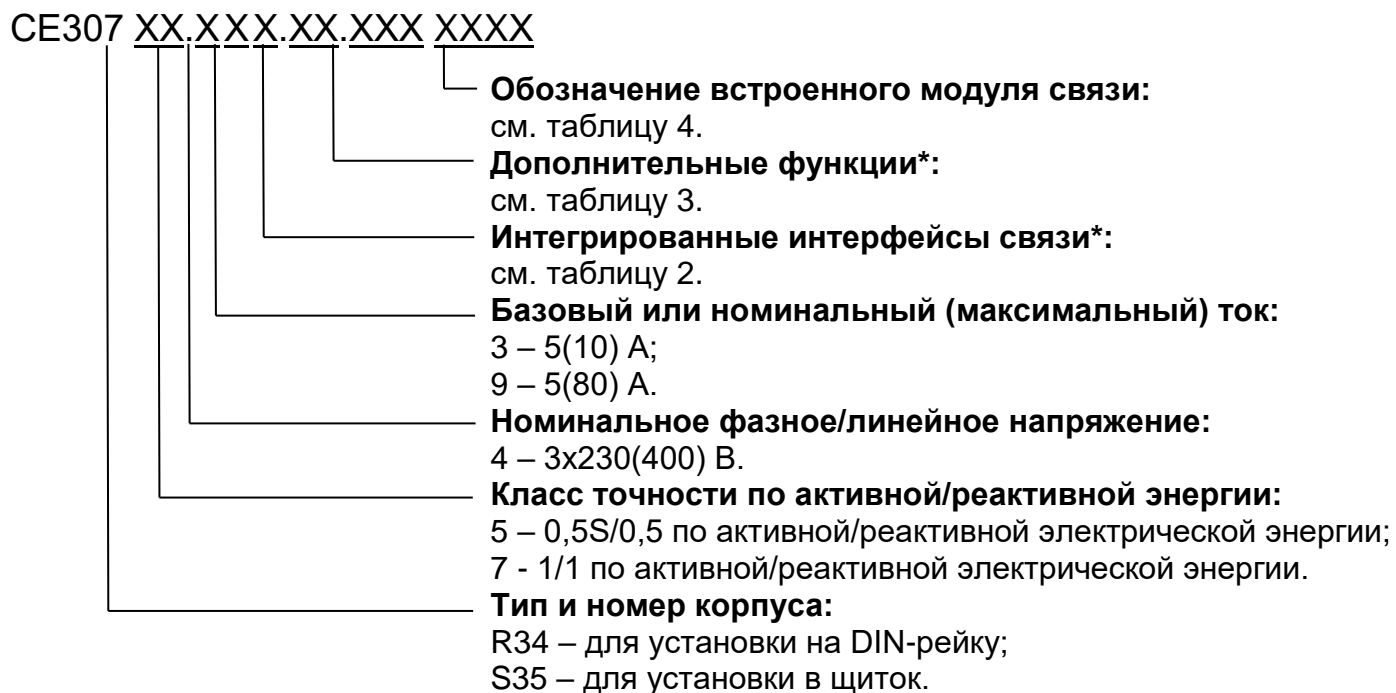 CE307 XX.XXX.XX.XXX XXXX
Обозначение встроенного модуля связи:
см. таблицу 4.
Дополнительные функции*:
см. таблицу 3.
Интегрированные интерфейсы связи*:
см. таблицу 2.
Базовый или номинальный (максимальный) ток:
3 – 5(10) А;
9 – 5(80) А.
Номинальное фазное/линейное напряжение:
4 – 3x230(400) В.
Класс точности по активной/реактивной энергии:
5 – 0,5S/0,5 по активной/реактивной электрической энергии;
7 - 1/1 по активной/реактивной электрической энергии.
Тип и номер корпуса:
R34 – для установки на DIN-рейку;
S35 – для установки в щиток.